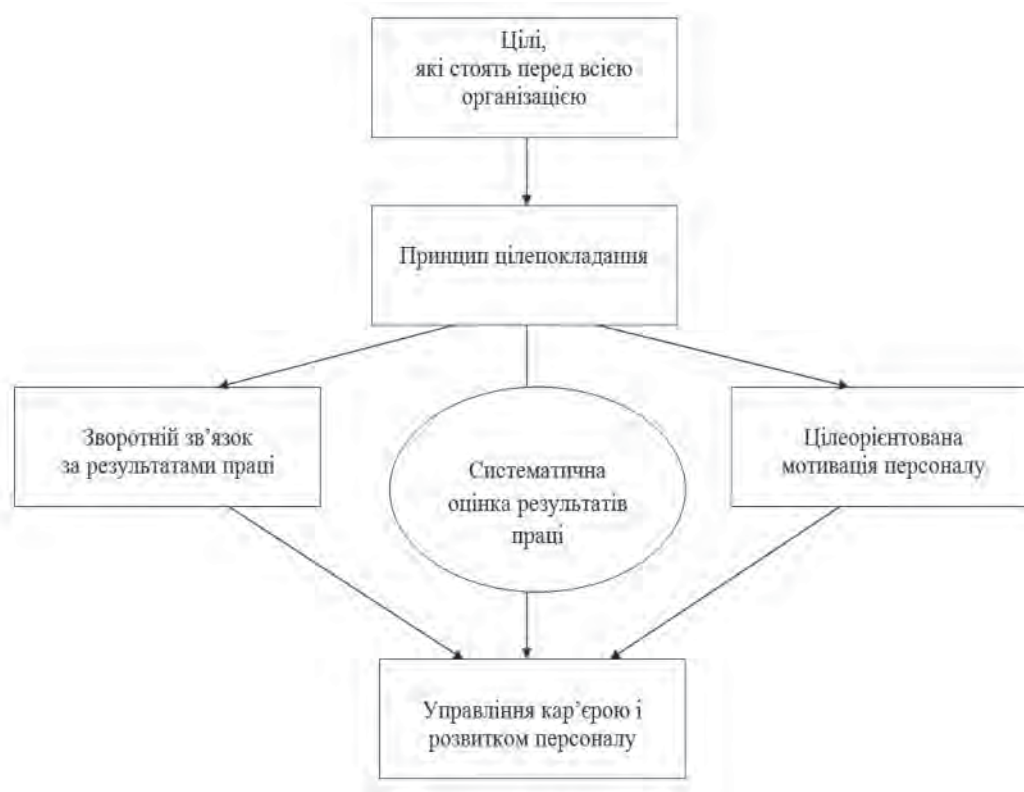 Цілі,
які стоять перед всією
організацією
Принцип цілепокладання
Зворотній зв’язок
за результатами праці
Систематична
оцінка результатів
праці
Цілеорієнтована
мотивація персоналу
Управління кар’єрою і
розвитком персоналу